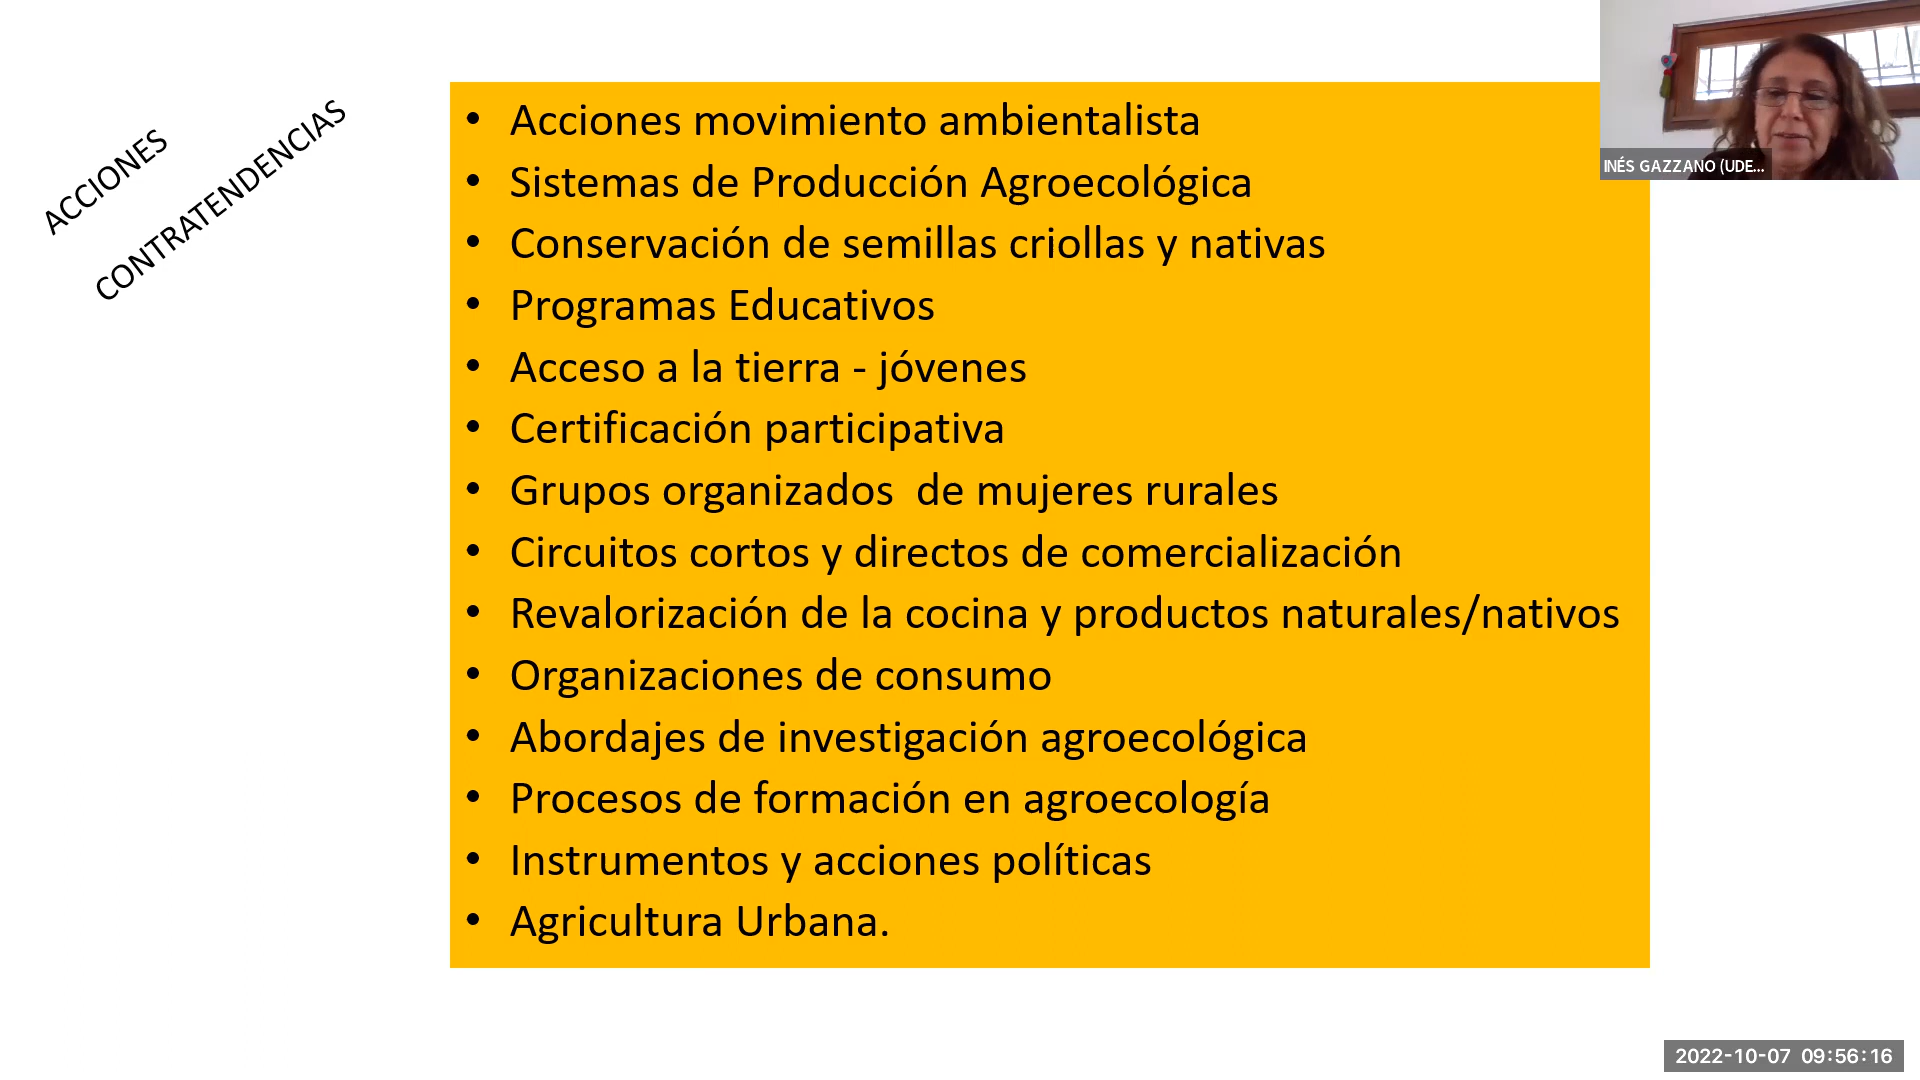 ACCIONES
CONTRATENDENCIAS
• Acciones movimiento ambientalista
• Sistemas de Producción Agroecológica
• Conservación de semillas criollas y nativas
• Programas Educativos
• Acceso a la tierra - jóvenes
• Certificación participativa
• Grupos organizados  de mujeres rurales
• Circuitos cortos y directos de comercialización
• Revalorización de la cocina y productos naturales/nativos
• Organizaciones de consumo
• Abordajes de investigación agroecológica
• Procesos de formación en agroecología
• Instrumentos y acciones políticas
• Agricultura Urbana.
INÉS GAZZANO (UDE...
2022-10-07 09:56:16